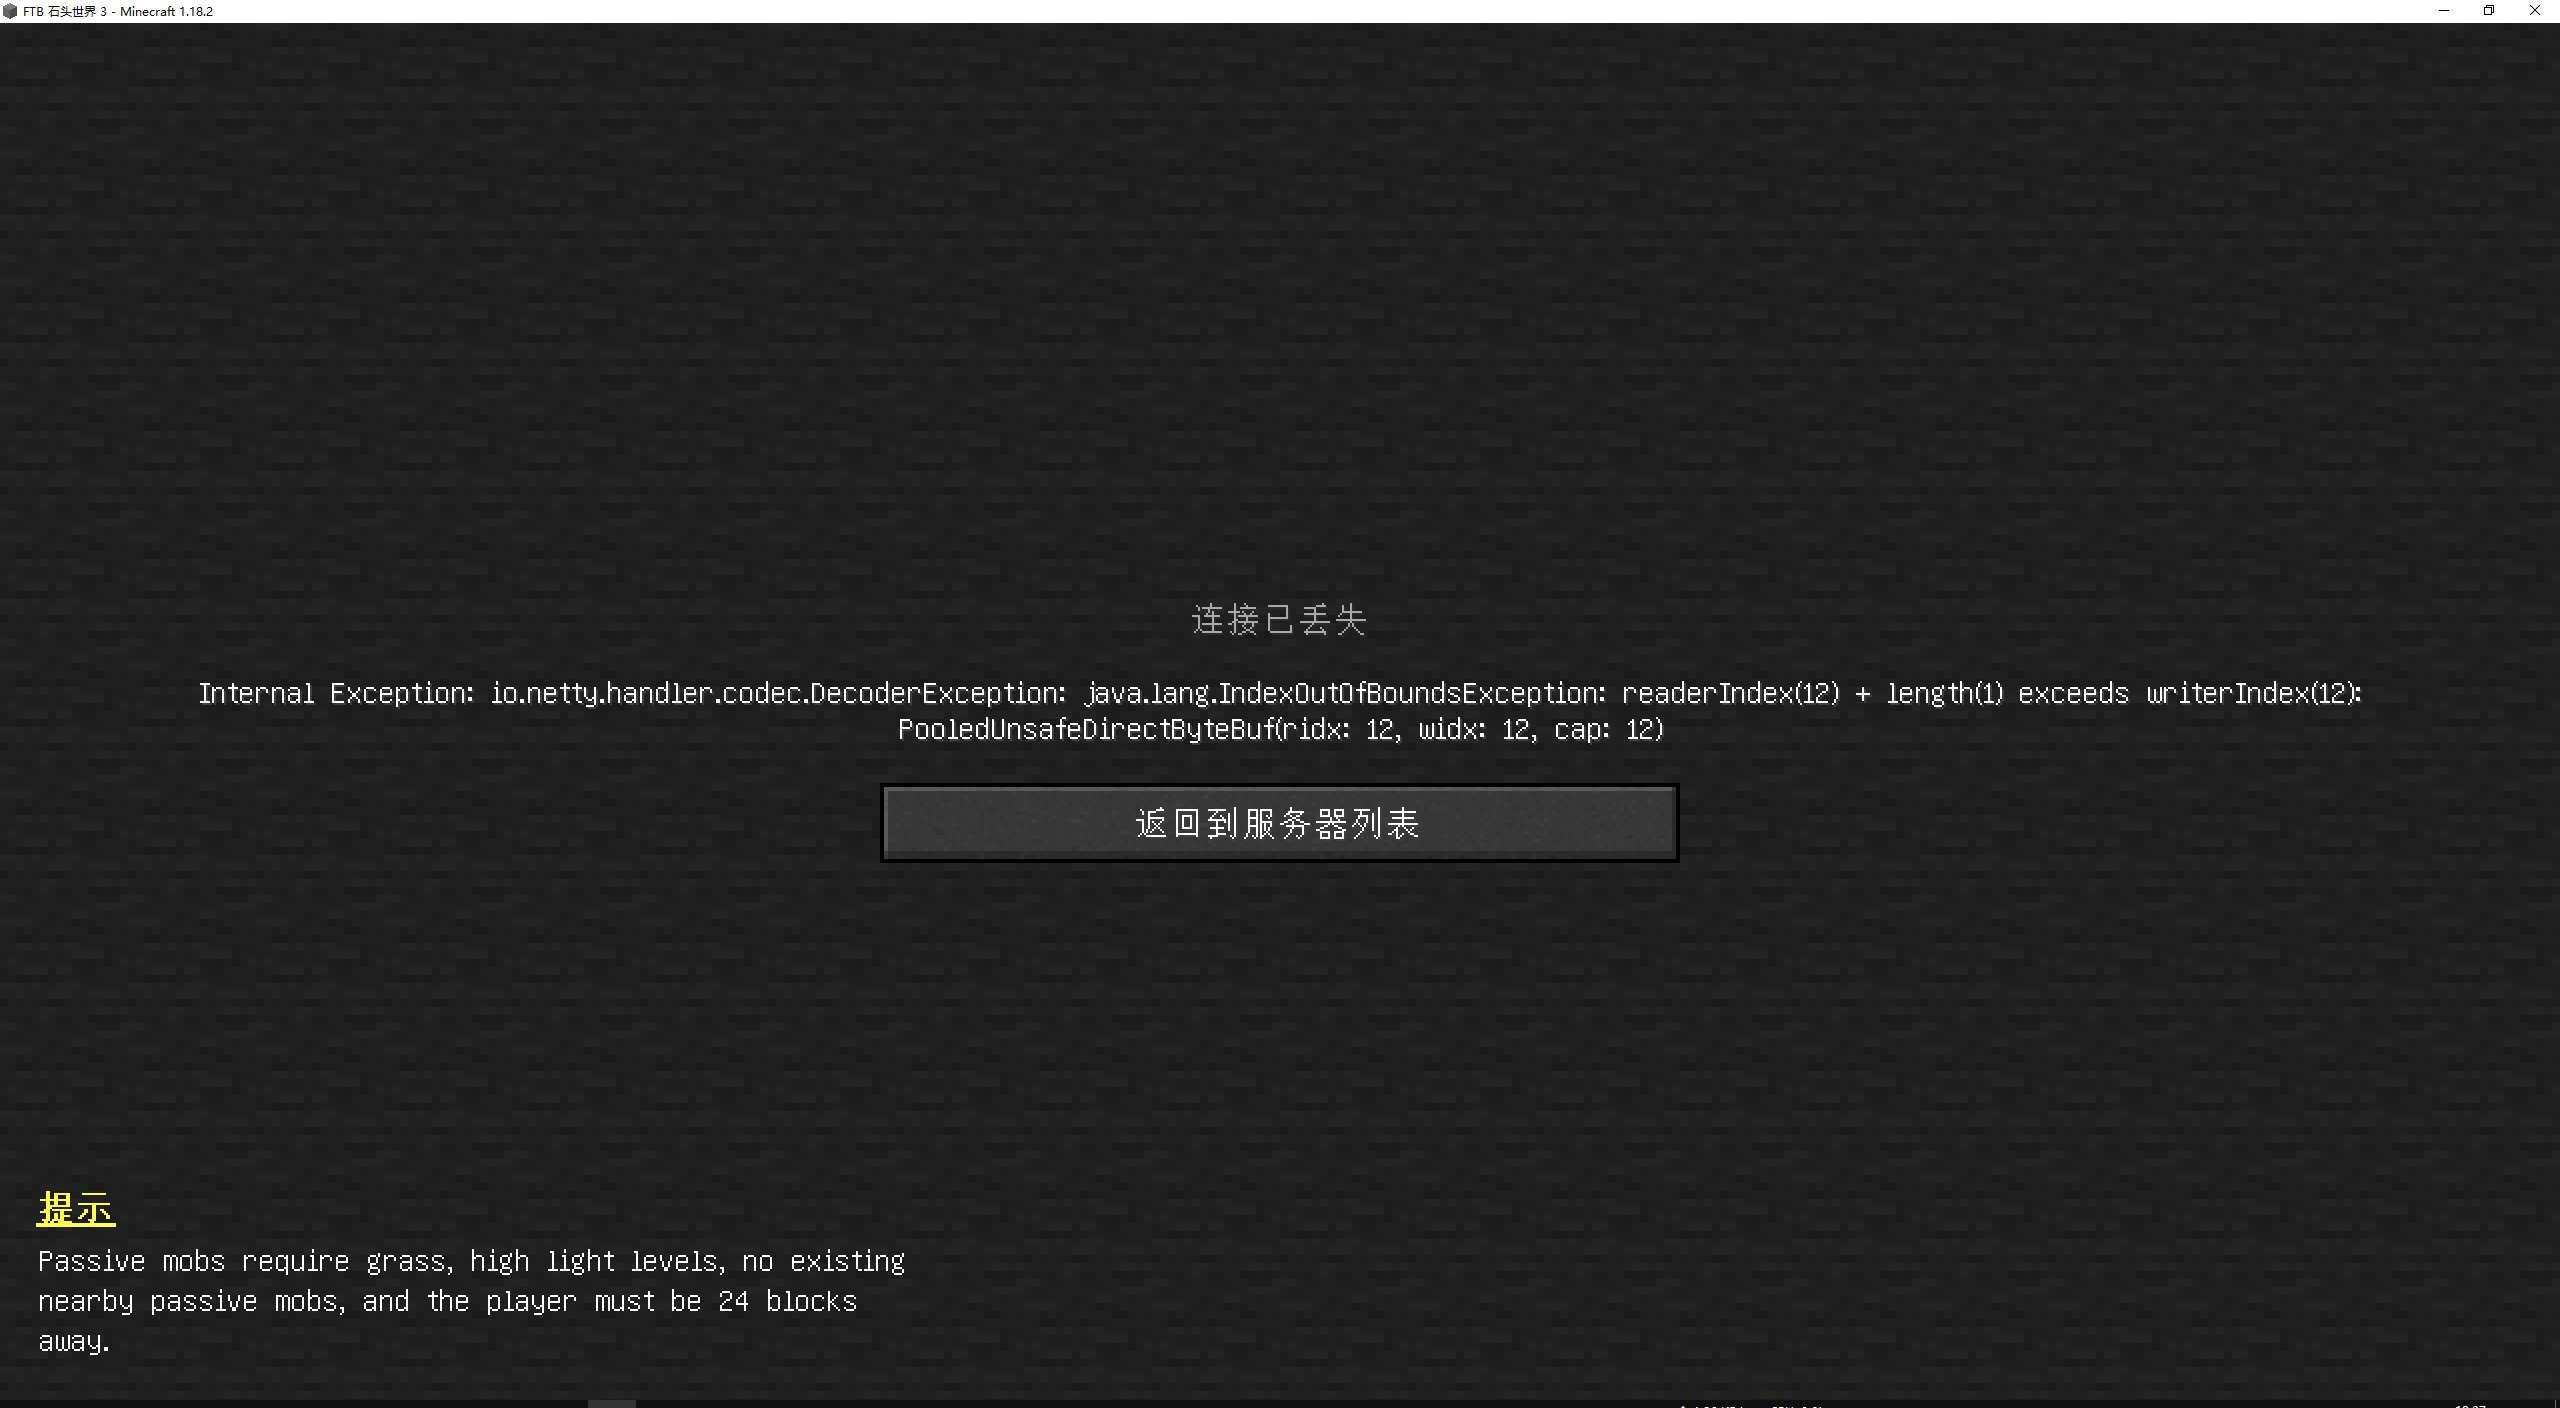 FTB 石头世界 3 - Minecraft 1.18.2
连接已丢失
Internal Exception: io.netty.handler.codec.DecoderException: java.lang.IndexOutOfBoundsException: readerIndex(12) + length(1) exceeds writerIndex(12):
PooledUnsafeDirectByteBuf(ridx: 12, widx: 12, cap: 12)
返回到服务器列表
提示
Passive mobs require grass, high light levels, no existing
nearby passive mobs, and the player must be 24 blocks
away.